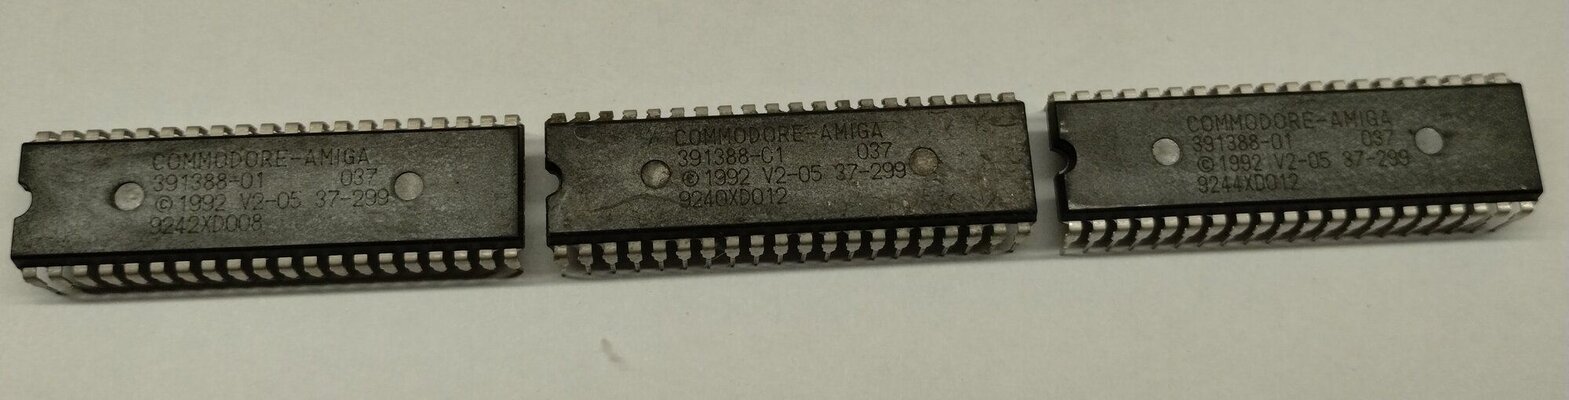 COMMODORE-AMIGA
391388-01 037
©1992 V2-05 37-299
9242XD008
COMMODORE-AMIGA
391388-C1 037
©1992 V2-05 37-299
9240XD012
COMMODORE-AMIGA
391388-01 037
©1992 V2-05 37-299
9244XD012